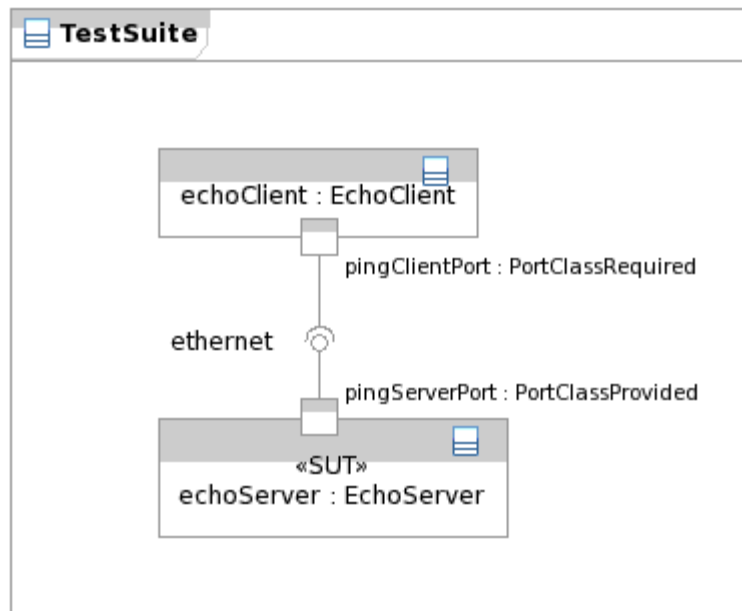 TestSuite
echoClient : EchoClient
pingClientPort : PortClassRequired
ethernet
pingServerPort : PortClassProvided
«SUT»
echoServer : EchoServer